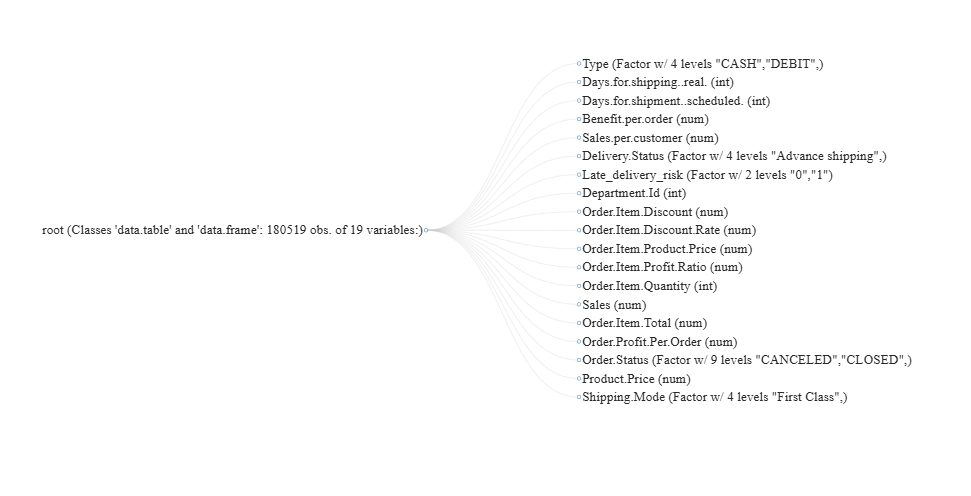 Type (Factor w/ 4 levels "CASH","DEBIT",)
Days.for.shipping..real. (int)
Days.for.shipment..scheduled. (int)
Benefit.per.order (num)
Sales.per.customer (num)
Delivery.Status (Factor w/ 4 levels "Advance shipping",)
Late_delivery_risk (Factor w/ 2 levels "0","1")
Department.Id (int)
Order.Item.Discount (num)
root (Classes 'data.table' and 'data.frame': 180519 obs. of 19 variables:)
Order.Item.Discount.Rate (num)
Order.Item.Product.Price (num)
Order.Item.Profit.Ratio (num)
Order.Item.Quantity (int)
Sales (num)
Order.Item.Total (num)
Order.Profit.Per.Order (num)
Order.Status (Factor w/ 9 levels "CANCELED","CLOSED",)
Product.Price (num)
Shipping.Mode (Factor w/ 4 levels "First Class",)